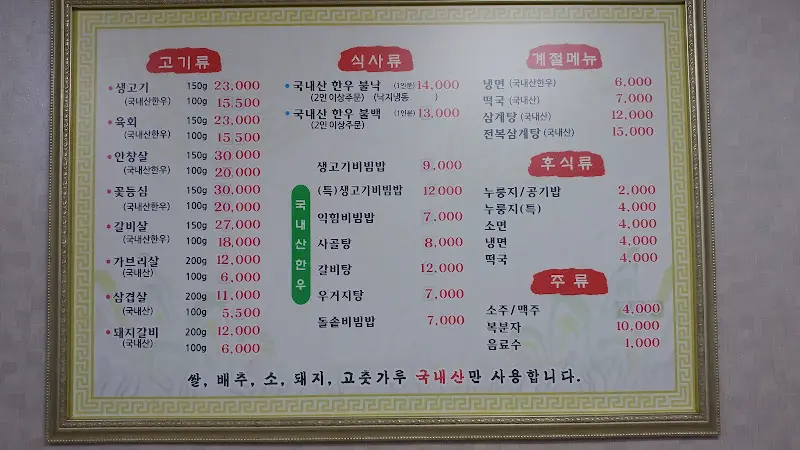 고기류
생고기 150g 23,000
(국내산한우) 100g 15,500
육회 150g 23,000
(국내산한우) 100g 15,500
안창살 150g 30,000
(국내산한우) 100g 20,000
꽃등심 150g 30,000
(국내산한우) 100g 20,000
갈비살 150g 27,000
(국내산한우) 100g 18,000
가브리살 200g 12,000
(국내산) 100g 6,000
삼겹살 200g 11,000
(국내산) 100g 5,500
돼지갈비 200g 12,000
(국내산) 100g 6,000
식사류
국내산 한우 불낙 (1인분) 14,000
(2인 이상주문) (낙지냉동 )
국내산 한우 불백 (1인분) 13,000
(2인 이상주문)
국내산한우
생고기비빔밥 9,000
(특)생고기비빔밥 12000
익힘비빔밥 7,000
사골탕 8,000
갈비탕 12,000
우거지탕 7,000
돌솥비빔밥 7,000
계절메뉴
냉면 (국내산한우) 6,000
떡국 (국내산) 7,000
삼계탕 (국내산) 12,000
전복삼계탕 (국내산) 15,000
후식류
누룽지/공기밥 2,000
누룽지(특) 4,000
소면 4,000
냉면 4,000
떡국 4,000
주류
소주/맥주 4,000
복분자 10,000
음료수 1,000
쌀, 배추, 소, 돼지, 고춧가루 국내산만 사용합니다.